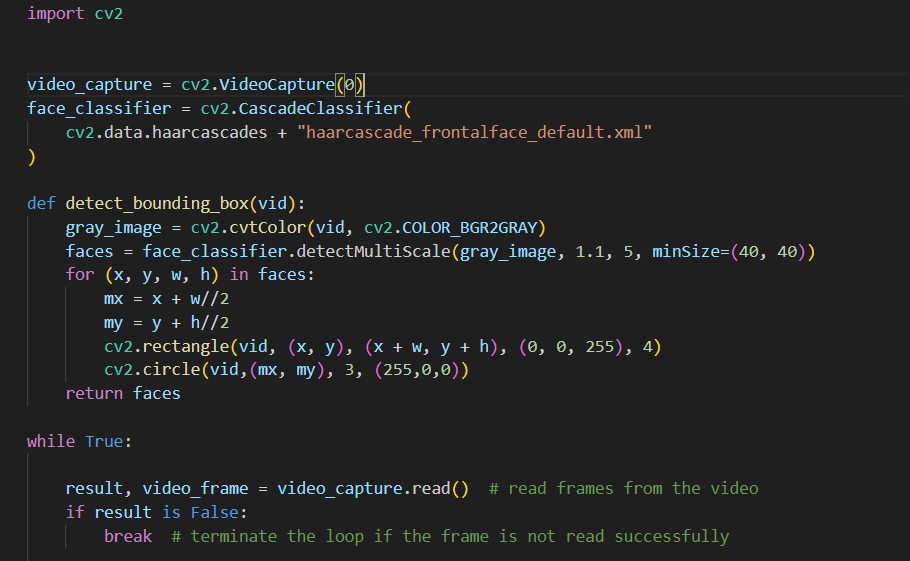 import cv2
video_capture = cv2.VideoCapture(0)
face_classifier = cv2.CascadeClassifier(
    cv2.data.haarcascades + "haarcascade_frontalface_default.xml"
)
def detect_bounding_box(vid):
    gray_image = cv2.cvtColor(vid, cv2.COLOR_BGR2GRAY)
    faces = face_classifier.detectMultiScale(gray_image, 1.1, 5, minSize=(40, 40))
    for (x, y, w, h) in faces:
        mx = x + w//2
        my = y + h//2
        cv2.rectangle(vid, (x, y), (x + w, y + h), (0, 0, 255), 4)
        cv2.circle(vid,(mx, my), 3, (255,0,0))
    return faces
while True:
    result, video_frame = video_capture.read()  # read frames from the video
    if result is False:
        break  # terminate the loop if the frame is not read successfully